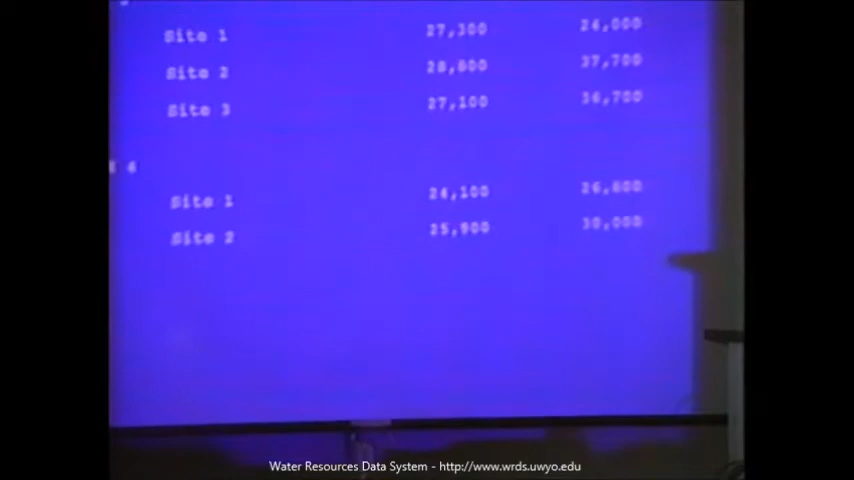 Site 1 27,300 24,000
Site 2 28,800 37,700
Site 3 27,100 36,700
4
Site 1 24,100 26,800
Site 2 25,900 30,000
Water Resources Data System - http://www.wrds.uwyo.edu